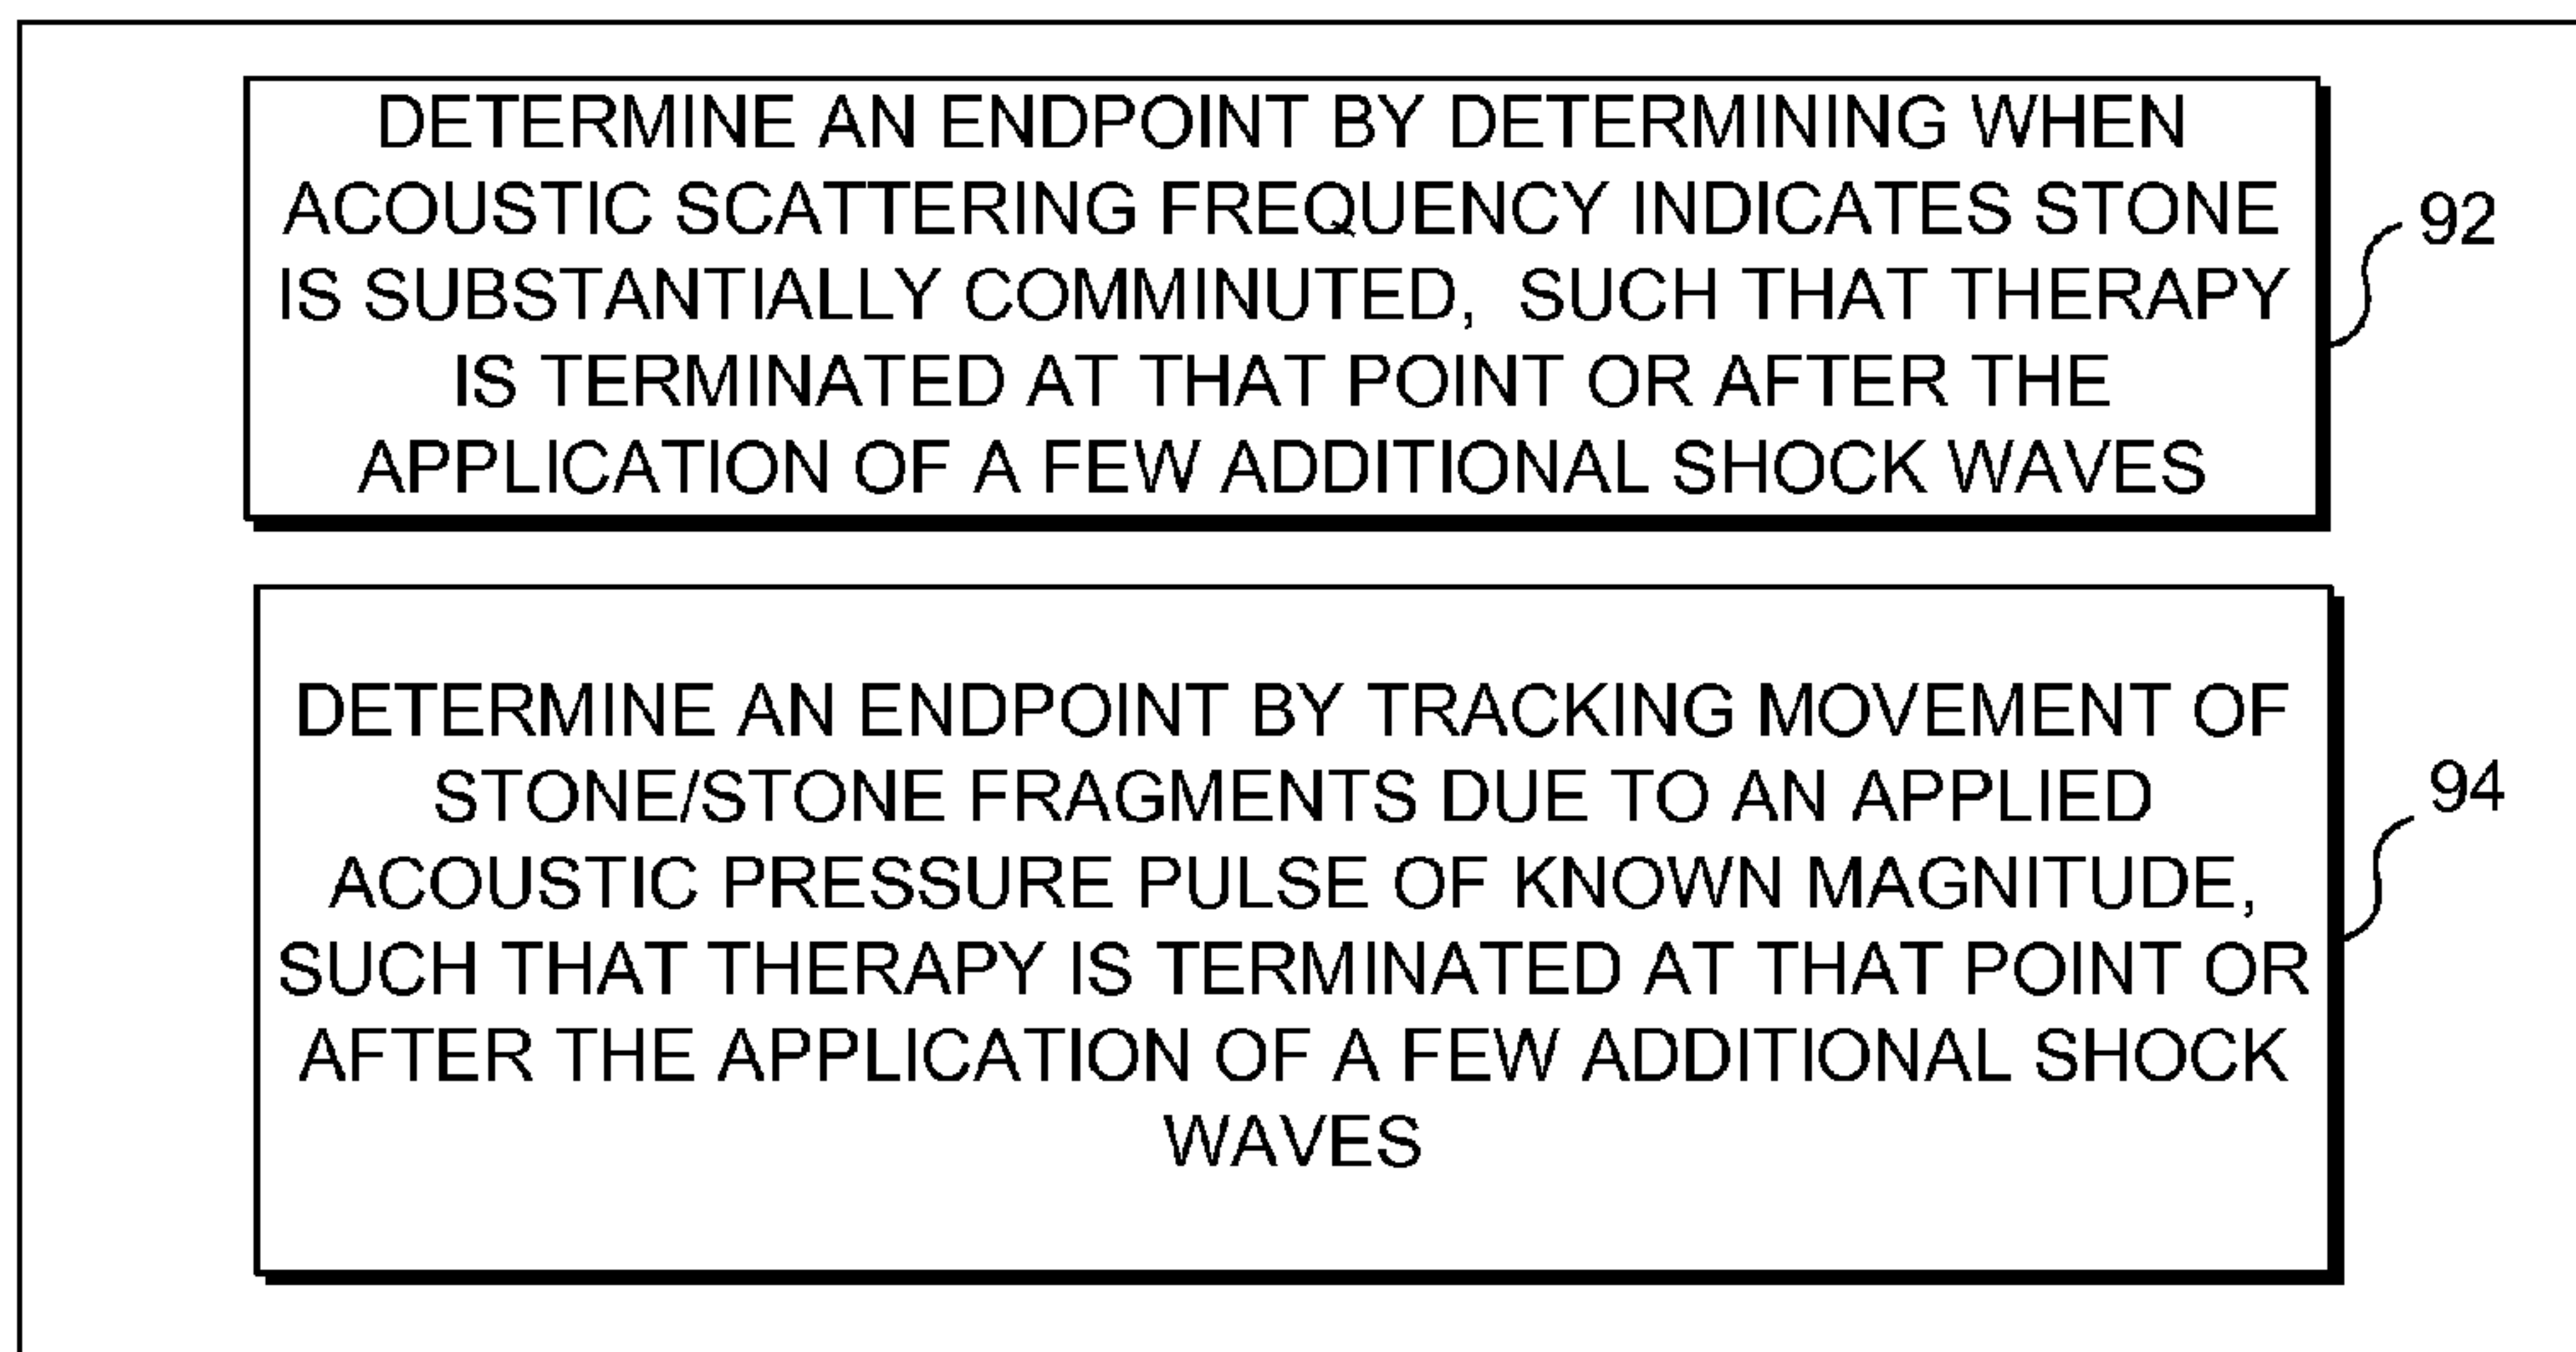 DETERMINE AN ENDPOINT BY DETERMINING WHEN
ACOUSTIC SCATTERING FREQUENCY INDICATES STONE
IS SUBSTANTIALLY COMMINUTED, SUCH THAT THERAPY
IS TERMINATED AT THAT POINT OR AFTER THE
APPLICATION OF A FEW ADDITIONAL SHOCK WAVES
92
DETERMINE AN ENDPOINT BY TRACKING MOVEMENT OF
STONE/STONE FRAGMENTS DUE TO AN APPLIED
ACOUSTIC PRESSURE PULSE OF KNOWN MAGNITUDE,
SUCH THAT THERAPY IS TERMINATED AT THAT POINT OR
AFTER THE APPLICATION OF A FEW ADDITIONAL SHOCK
WAVES
94